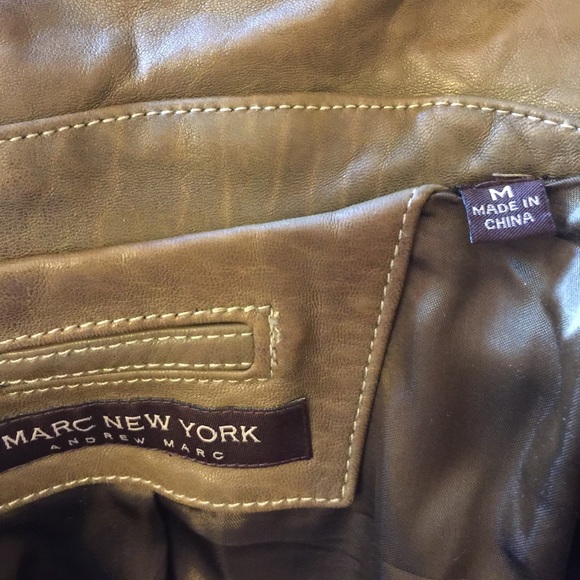 M
MADE IN
CHINA
MARC NEW YORK
ANDREW MARC